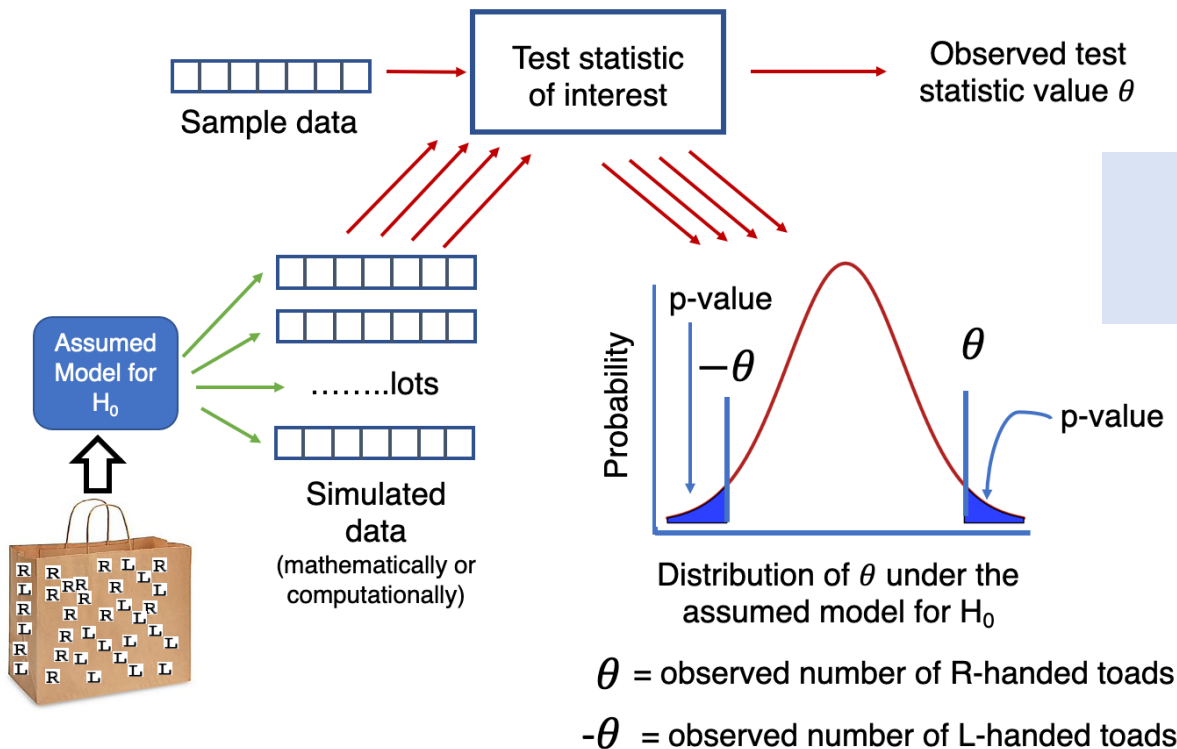 Test statistic
of interest
Observed test
statistic value θ
Sample data
Assumed
Model for
H₀
........lots
Simulated
data
(mathematically or
computationally)
p-value
−θ
θ
p-value
Probability
Distribution of θ under the
assumed model for H₀
θ = observed number of R-handed toads
-θ = observed number of L-handed toads
R
L
R
L
R
L
R
R
R
R
R
L
L
R
R
L
R
L
R
R
L
R
L
L
L
L
R
L
L
L
R
L
L